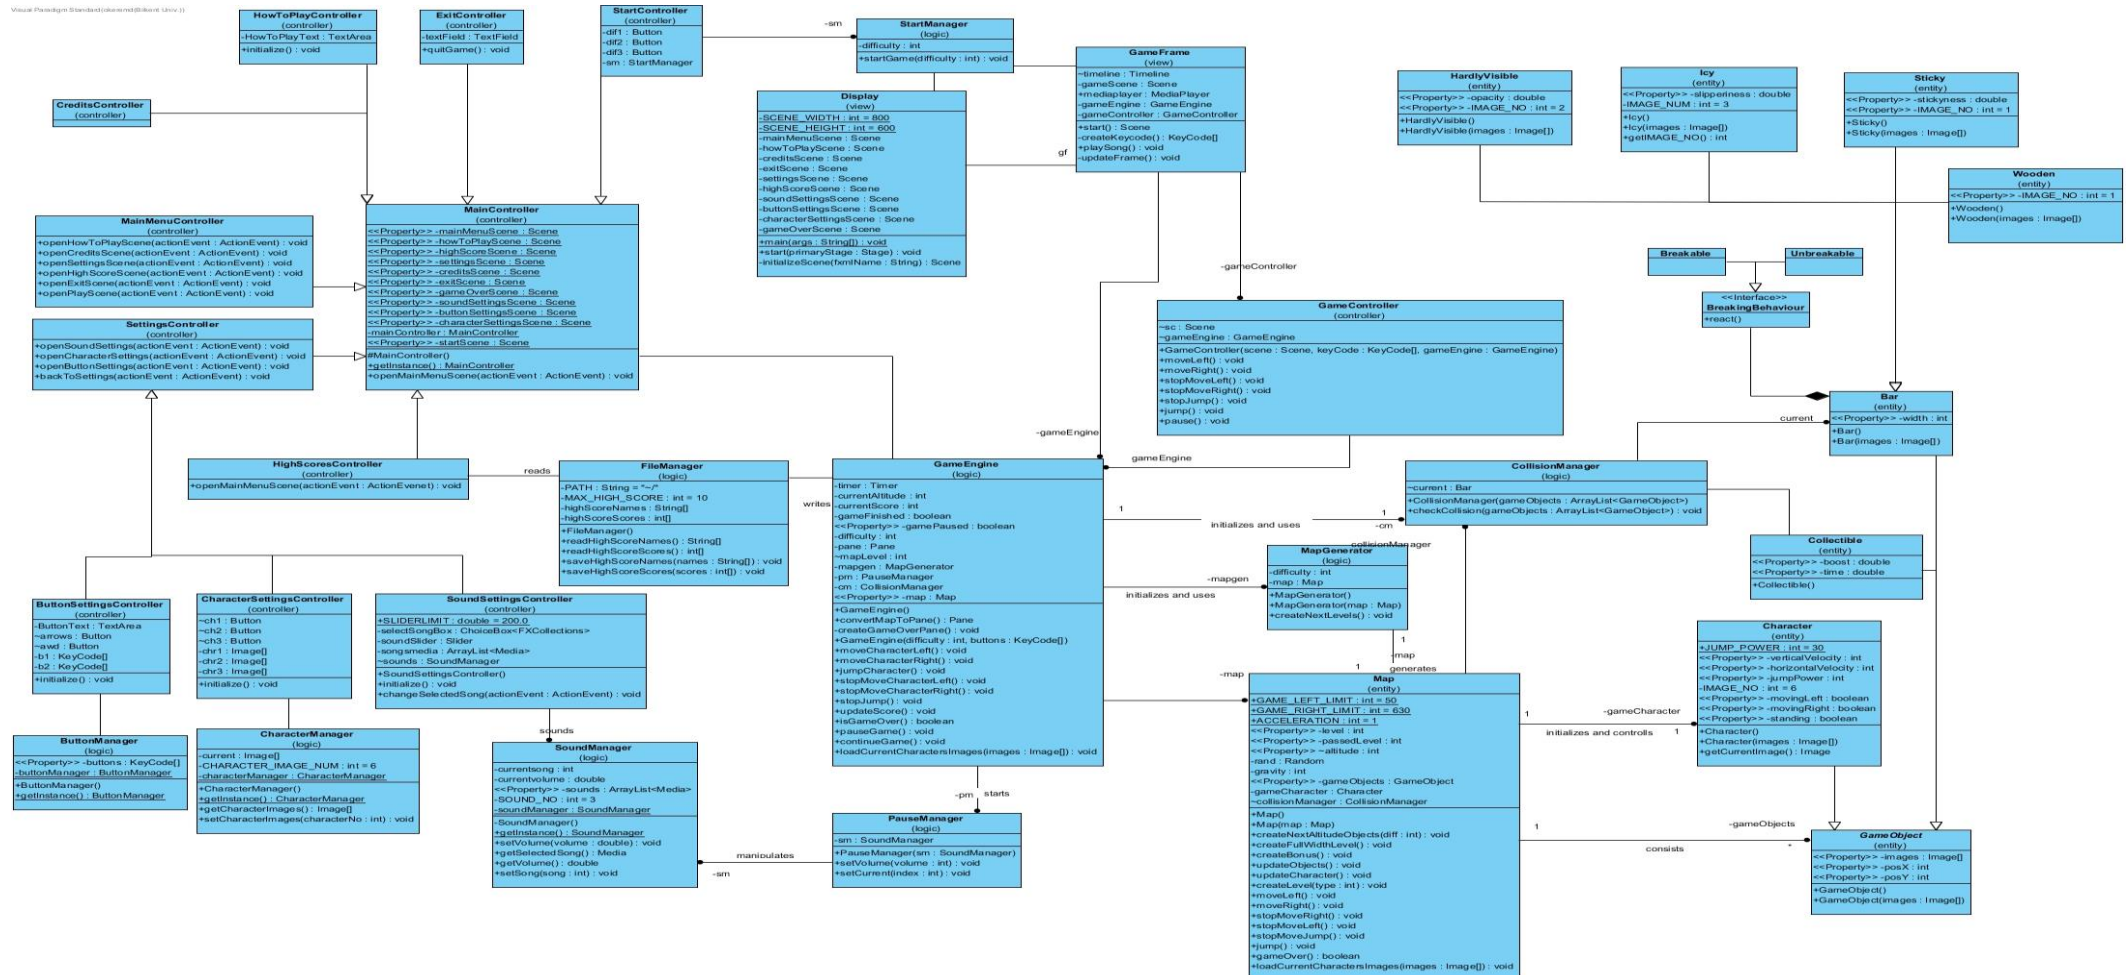 Visual Paradigm Standard(okeremd(Bilkent Univ.))
HowToPlayController
(controller)
-HowToPlayText : TextArea
+initialize() : void
ExitController
(controller)
-textField : TextField
+quitGame() : void
StartController
(controller)
-dif1 : Button
-dif2 : Button
-dif3 : Button
-sm : StartManager
-sm
StartManager
(logic)
-difficulty : int
+startGame(difficulty : int) : void
GameFrame
(view)
~timeline : Timeline
-gameScene : Scene
+mediaplayer : MediaPlayer
-gameEngine : GameEngine
-gameController : GameController
+start() : Scene
-createKeycode() : KeyCode[]
+playSong() : void
-updateFrame() : void
HardlyVisible
(entity)
<<Property>> -opacity : double
<<Property>> -IMAGE_NO : int = 2
+HardlyVisible()
+HardlyVisible(images : Image[])
Icy
(entity)
<<Property>> -slipperiness : double
-IMAGE_NUM : int = 3
+Icy()
+Icy(images : Image[])
+getIMAGE_NO() : int
Sticky
(entity)
<<Property>> -stickyness : double
<<Property>> -IMAGE_NO : int = 1
+Sticky()
+Sticky(images : Image[])
CreditsController
(controller)
Display
(view)
-SCENE_WIDTH : int = 800
-SCENE_HEIGHT : int = 600
-mainMenuScene : Scene
-howToPlayScene : Scene
-creditsScene : Scene
-exitScene : Scene
-settingsScene : Scene
-highScoreScene : Scene
-soundSettingsScene : Scene
-buttonSettingsScene : Scene
-characterSettingsScene : Scene
-gameOverScene : Scene
+main(args : String[]) : void
+start(primaryStage : Stage) : void
-initializeScene(fxmlName : String) : Scene
gf
Wooden
(entity)
<<Property>> -IMAGE_NO : int = 1
+Wooden()
+Wooden(images : Image[])
MainMenuController
(controller)
+openHowToPlayScene(actionEvent : ActionEvent) : void
+openCreditsScene(actionEvent : ActionEvent) : void
+openSettingsScene(actionEvent : ActionEvent) : void
+openHighScoreScene(actionEvent : ActionEvent) : void
+openExitScene(actionEvent : ActionEvent) : void
+openPlayScene(actionEvent : ActionEvent) : void
MainController
(controller)
<<Property>> -mainMenuScene : Scene
<<Property>> -howToPlayScene : Scene
<<Property>> -highScoreScene : Scene
<<Property>> -settingsScene : Scene
<<Property>> -creditsScene : Scene
<<Property>> -exitScene : Scene
<<Property>> -gameOverScene : Scene
<<Property>> -soundSettingsScene : Scene
<<Property>> -buttonSettingsScene : Scene
<<Property>> -characterSettingsScene : Scene
-mainController : MainController
<<Property>> -startScene : Scene
#MainController()
+getInstance() : MainController
+openMainMenuScene(actionEvent : ActionEvent) : void
SettingsController
(controller)
+openSoundSettings(actionEvent : ActionEvent) : void
+openCharacterSettings(actionEvent : ActionEvent) : void
+openButtonSettings(actionEvent : ActionEvent) : void
+backToSettings(actionEvent : ActionEvent) : void
Breakable
Unbreakable
<<Interface>>
BreakingBehaviour
+react()
-gameController
GameController
(controller)
~sc : Scene
~gameEngine : GameEngine
+GameController(scene : Scene, keyCode : KeyCode[], gameEngine : GameEngine)
+moveLeft() : void
+moveRight() : void
+stopMoveLeft() : void
+stopMoveRight() : void
+stopJump() : void
+jump() : void
+pause() : void
Bar
(entity)
<<Property>> -width : int
+Bar()
+Bar(images : Image[])
current
-gameEngine
gameEngine
HighScoresController
(controller)
+openMainMenuScene(actionEvent : ActionEvenet) : void
reads
FileManager
(logic)
-PATH : String = "~/"
-MAX_HIGH_SCORE : int = 10
-highScoreNames : String[]
-highScoreScores : int[]
+FileManager()
+readHighScoreNames() : String[]
+readHighScoreScores() : int[]
+saveHighScoreNames(names : String[]) : void
+saveHighScoreScores(scores : int[]) : void
writes
GameEngine
(logic)
-timer : Timer
-currentAltitude : int
-currentScore : int
-gameFinished : boolean
<<Property>> -gamePaused : boolean
-difficulty : int
-pane : Pane
~mapLevel : int
-mapgen : MapGenerator
-pm : PauseManager
-cm : CollisionManager
<<Property>> -map : Map
+GameEngine()
+convertMapToPane() : Pane
-createGameOverPane() : void
+GameEngine(difficulty : int, buttons : KeyCode[])
+moveCharacterLeft() : void
+moveCharacterRight() : void
+jumpCharacter() : void
+stopMoveCharacterLeft() : void
+stopMoveCharacterRight() : void
+stopJump() : void
+updateScore() : void
+isGameOver() : boolean
+pauseGame() : void
+continueGame() : void
+loadCurrentCharactersImages(images : Image[]) : void
1
initializes and uses
1
-cm
CollisionManager
(logic)
~current : Bar
+CollisionManager(gameObjects : ArrayList<GameObject>)
+checkCollision(gameObjects : ArrayList<GameObject>) : void
-collisionManager
-mapgen
initializes and uses
MapGenerator
(logic)
-difficulty : int
-map : Map
+MapGenerator()
+MapGenerator(map : Map)
+createNextLevels() : void
1
-map
1
generates
Collectible
(entity)
<<Property>> -boost : double
<<Property>> -time : double
+Collectible()
ButtonSettingsController
(controller)
-ButtonText : TextArea
~arrows : Button
~awd : Button
-b1 : KeyCode[]
-b2 : KeyCode[]
+initialize() : void
CharacterSettingsController
(controller)
~ch1 : Button
~ch2 : Button
~ch3 : Button
-chr1 : Image[]
-chr2 : Image[]
-chr3 : Image[]
+initialize() : void
SoundSettingsController
(controller)
+SLIDERLIMIT : double = 200.0
-selectSongBox : ChoiceBox<FXCollections>
-soundSlider : Slider
-songsmedia : ArrayList<Media>
~sounds : SoundManager
+SoundSettingsController()
+initialize() : void
+changeSelectedSong(actionEvent : ActionEvent) : void
-map
Map
(entity)
+GAME_LEFT_LIMIT : int = 50
+GAME_RIGHT_LIMIT : int = 630
+ACCELERATION : int = 1
<<Property>> -level : int
<<Property>> -passedLevel : int
<<Property>> ~altitude : int
-rand : Random
-gravity : int
<<Property>> -gameObjects : GameObject
-gameCharacter : Character
~collisionManager : CollisionManager
+Map()
+Map(map : Map)
+createNextAltitudeObjects(diff : int) : void
+createFullWidthLevel() : void
+createBonus() : void
+updateObjects() : void
+updateCharacter() : void
+createLevel(type : int) : void
+moveLeft() : void
+moveRight() : void
+stopMoveRight() : void
+stopMoveLeft() : void
+stopMoveJump() : void
+jump() : void
+gameOver() : boolean
+loadCurrentCharactersImages(images : Image[]) : void
1
-gameCharacter
initializes and controlls
1
Character
(entity)
+JUMP_POWER : int = 30
<<Property>> -verticalVelocity : int
<<Property>> -horizontalVelocity : int
<<Property>> -jumpPower : int
-IMAGE_NO : int = 6
<<Property>> -movingLeft : boolean
<<Property>> -movingRight : boolean
<<Property>> -standing : boolean
+Character()
+Character(images : Image[])
+getCurrentImage() : Image
ButtonManager
(logic)
<<Property>> -buttons : KeyCode[]
-buttonManager : ButtonManager
+ButtonManager()
+getInstance() : ButtonManager
CharacterManager
(logic)
-current : Image[]
-CHARACTER_IMAGE_NUM : int = 6
-characterManager : CharacterManager
+CharacterManager()
+getInstance() : CharacterManager
+getCharacterImages() : Image[]
+setCharacterImages(characterNo : int) : void
sounds
SoundManager
(logic)
-currentsong : int
-currentvolume : double
<<Property>> -sounds : ArrayList<Media>
-SOUND_NO : int = 3
-soundManager : SoundManager
-SoundManager()
+getInstance() : SoundManager
+setVolume(volume : double) : void
+getSelectedSong() : Media
+getVolume() : double
+setSong(song : int) : void
-pm
starts
PauseManager
(logic)
-sm : SoundManager
+PauseManager(sm : SoundManager)
+setVolume(volume : int) : void
+setCurrent(index : int) : void
manipulates
-sm
1
-gameObjects
consists
*
GameObject
(entity)
<<Property>> -images : Image[]
<<Property>> -posX : int
<<Property>> -posY : int
+GameObject()
+GameObject(images : Image[])